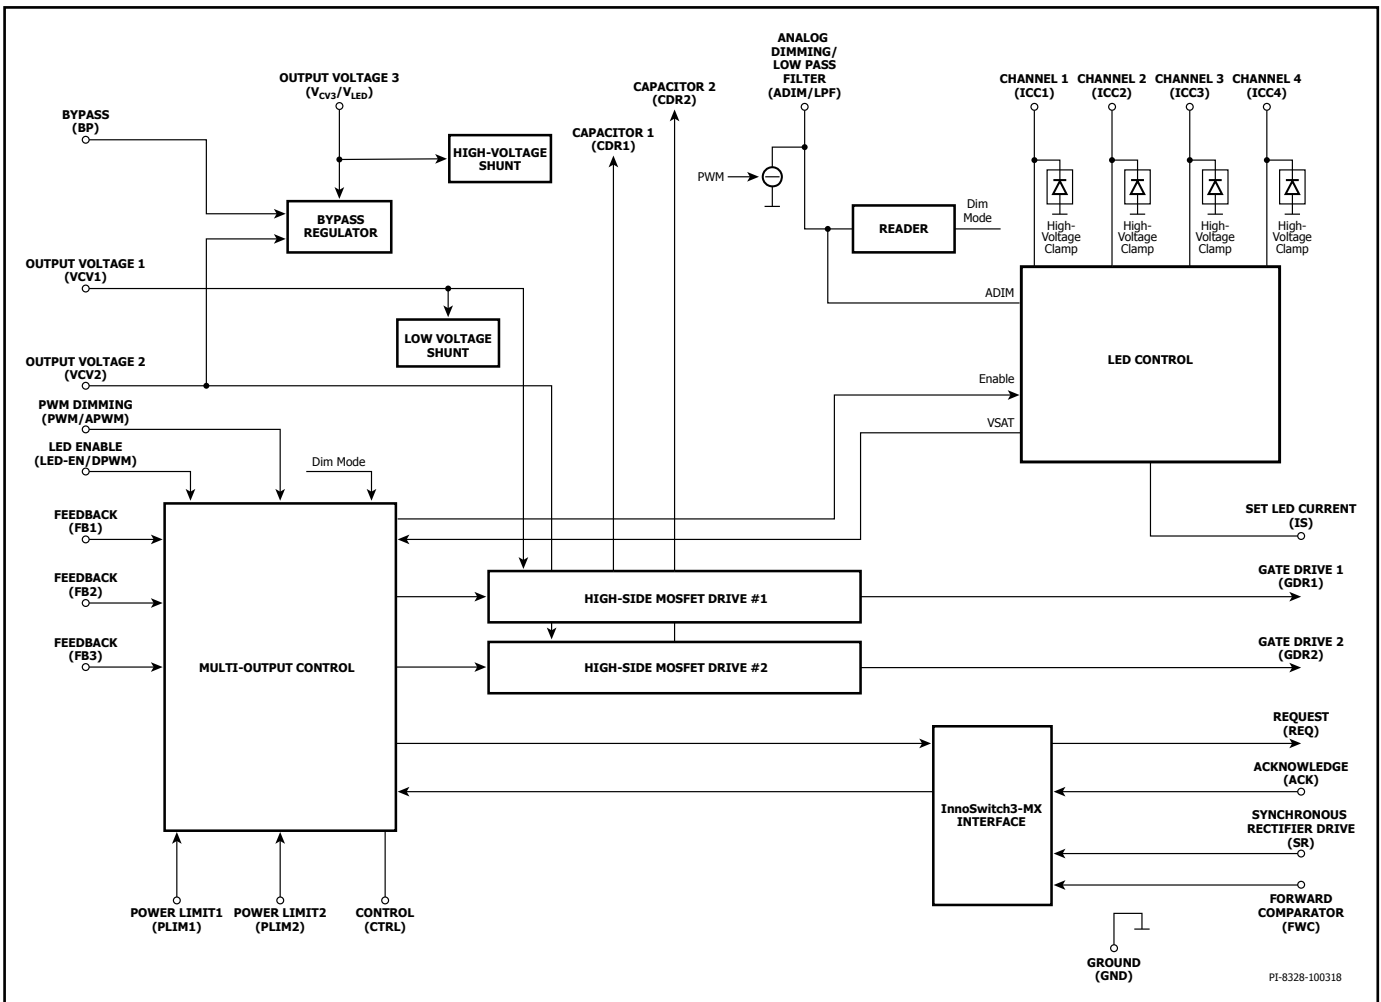 ANALOG
DIMMING/
LOW PASS
FILTER
(ADIM/LPF)
OUTPUT VOLTAGE 3
(VCV3/VLED)
CAPACITOR 2
(CDR2)
CHANNEL 1
(ICC1)
CHANNEL 2
(ICC2)
CHANNEL 3
(ICC3)
CHANNEL 4
(ICC4)
BYPASS
(BP)
CAPACITOR 1
(CDR1)
HIGH-VOLTAGE
SHUNT
PWM
BYPASS
REGULATOR
READER
Dim
Mode
High-
Voltage
Clamp
High-
Voltage
Clamp
High-
Voltage
Clamp
High-
Voltage
Clamp
OUTPUT VOLTAGE 1
(VCV1)
ADIM
LOW VOLTAGE
SHUNT
LED CONTROL
OUTPUT VOLTAGE 2
(VCV2)
Enable
PWM DIMMING
(PWM/APWM)
VSAT
LED ENABLE
(LED-EN/DPWM)
Dim Mode
FEEDBACK
(FB1)
SET LED CURRENT
(IS)
FEEDBACK
(FB2)
HIGH-SIDE MOSFET DRIVE #1
GATE DRIVE 1
(GDR1)
FEEDBACK
(FB3)
MULTI-OUTPUT CONTROL
HIGH-SIDE MOSFET DRIVE #2
GATE DRIVE 2
(GDR2)
REQUEST
(REQ)
ACKNOWLEDGE
(ACK)
InnoSwitch3-MX
INTERFACE
SYNCHRONOUS
RECTIFIER DRIVE
(SR)
POWER LIMIT1
(PLIM1)
POWER LIMIT2
(PLIM2)
CONTROL
(CTRL)
FORWARD
COMPARATOR
(FWC)
GROUND
(GND)
PI-8328-100318